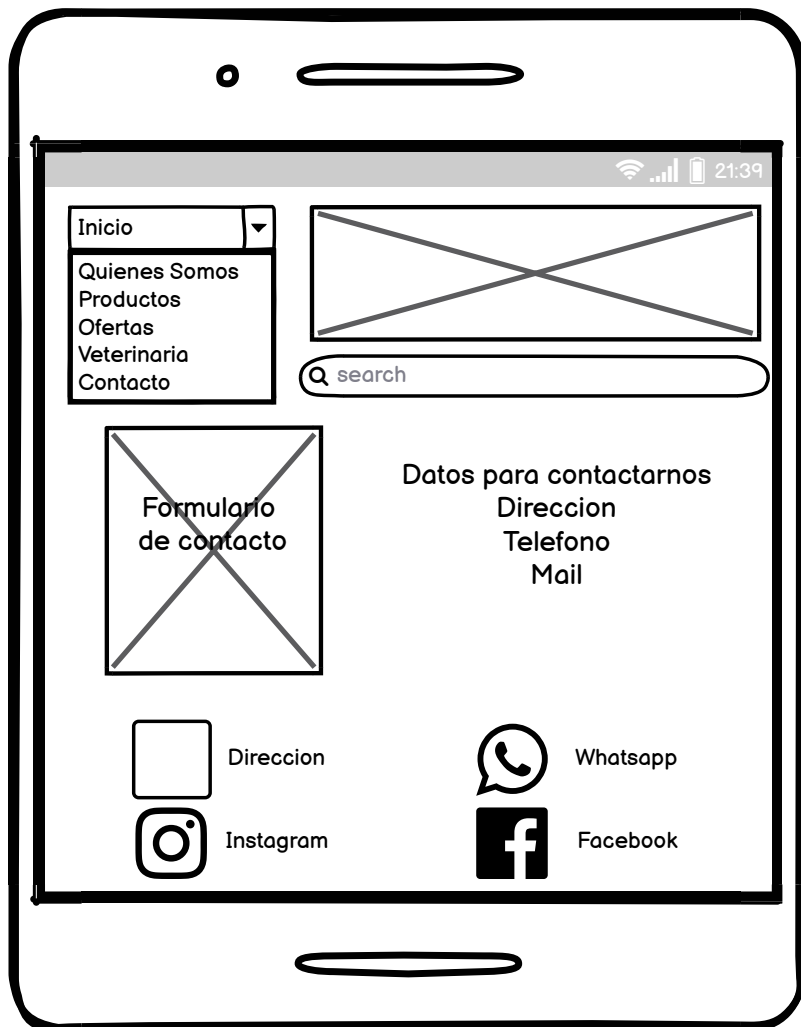 21:39
Inicio
Quienes Somos
Productos
Ofertas
Veterinaria
Contacto
search
Formulario
de contacto
Datos para contactarnos
Direccion
Telefono
Mail
Direccion
Whatsapp
Instagram
Facebook